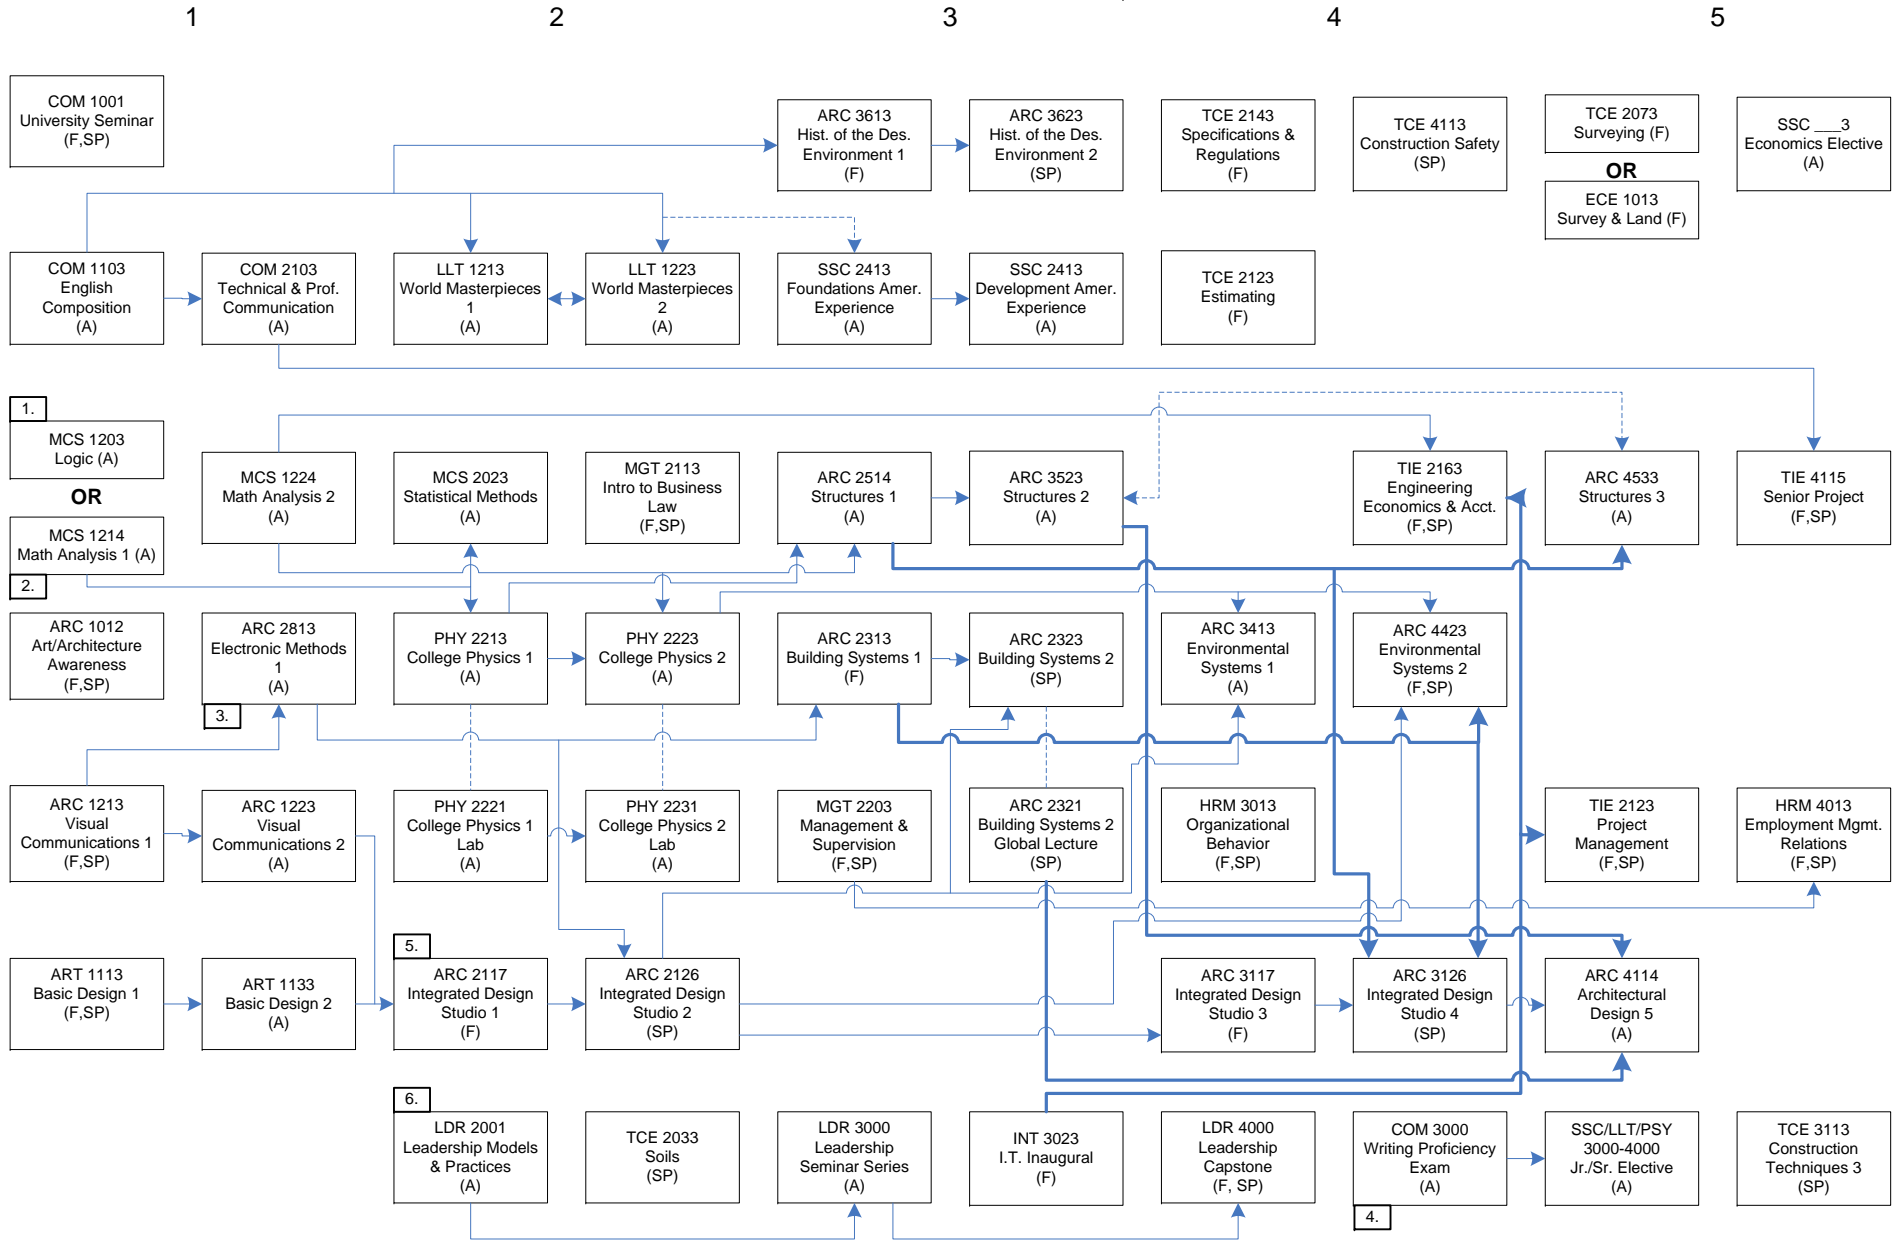 1
2
3
4
5
COM 1001
University Seminar
(F,SP)
ARC 3613
Hist. of the Des.
Environment 1
(F)
ARC 3623
Hist. of the Des.
Environment 2
(SP)
TCE 2143
Specifications &
Regulations
(F)
TCE 4113
Construction Safety
(SP)
TCE 2073
Surveying (F)
OR
ECE 1013
Survey & Land (F)
SSC ___3
Economics Elective
(A)
COM 1103
English
Composition
(A)
COM 2103
Technical & Prof.
Communication
(A)
LLT 1213
World Masterpieces
1
(A)
LLT 1223
World Masterpieces
2
(A)
SSC 2413
Foundations Amer.
Experience
(A)
SSC 2413
Development Amer.
Experience
(A)
TCE 2123
Estimating
(F)
1.
MCS 1203
Logic (A)
OR
MCS 1214
Math Analysis 1 (A)
2.
MCS 1224
Math Analysis 2
(A)
MCS 2023
Statistical Methods
(A)
MGT 2113
Intro to Business
Law
(F,SP)
ARC 2514
Structures 1
(A)
ARC 3523
Structures 2
(A)
TIE 2163
Engineering
Economics & Acct.
(F,SP)
ARC 4533
Structures 3
(A)
TIE 4115
Senior Project
(F,SP)
ARC 1012
Art/Architecture
Awareness
(F,SP)
ARC 2813
Electronic Methods
1
(A)
3.
PHY 2213
College Physics 1
(A)
PHY 2223
College Physics 2
(A)
ARC 2313
Building Systems 1
(F)
ARC 2323
Building Systems 2
(SP)
ARC 3413
Environmental
Systems 1
(A)
ARC 4423
Environmental
Systems 2
(F,SP)
ARC 1213
Visual
Communications 1
(F,SP)
ARC 1223
Visual
Communications 2
(A)
PHY 2221
College Physics 1
Lab
(A)
PHY 2231
College Physics 2
Lab
(A)
MGT 2203
Management &
Supervision
(F,SP)
ARC 2321
Building Systems 2
Global Lecture
(SP)
HRM 3013
Organizational
Behavior
(F,SP)
TIE 2123
Project
Management
(F,SP)
HRM 4013
Employment Mgmt.
Relations
(F,SP)
ART 1113
Basic Design 1
(F,SP)
ART 1133
Basic Design 2
(A)
5.
ARC 2117
Integrated Design
Studio 1
(F)
ARC 2126
Integrated Design
Studio 2
(SP)
ARC 3117
Integrated Design
Studio 3
(F)
ARC 3126
Integrated Design
Studio 4
(SP)
ARC 4114
Architectural
Design 5
(A)
6.
LDR 2001
Leadership Models
& Practices
(A)
TCE 2033
Soils
(SP)
LDR 3000
Leadership
Seminar Series
(A)
INT 3023
I.T. Inaugural
(F)
LDR 4000
Leadership
Capstone
(F, SP)
COM 3000
Writing Proficiency
Exam
(A)
4.
SSC/LLT/PSY
3000-4000
Jr./Sr. Elective
(A)
TCE 3113
Construction
Techniques 3
(SP)